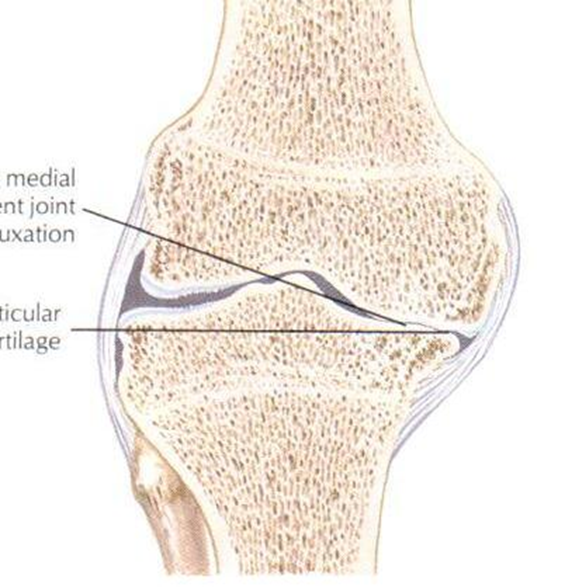 medial
ent joint
uxation
ticular
rtilage